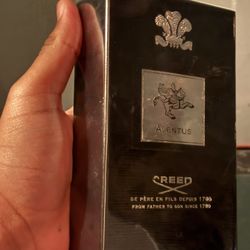 AVENTUS
CREED
DE PÈRE EN FILS DEPUIS 1760
FROM FATHER TO SON SINCE 1760